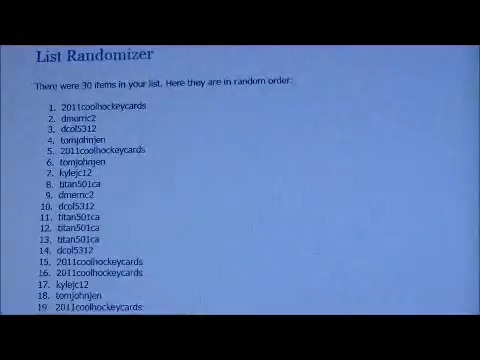 List Randomizer
There were 30 items in your list. Here they are in random order:
1. 2011coolhockeycards
2. dmerric2
3. dcol5312
4. tomjohnjen
5. 2011coolhockeycards
6. tomjohnjen
7. kylejc12
8. titan501ca
9. dmerric2
10. dcol5312
11. titan501ca
12. titan501ca
13. titan501ca
14. dcol5312
15. 2011coolhockeycards
16. 2011coolhockeycards
17. kylejc12
18. tomjohnjen
19. 2011coolhockeycards